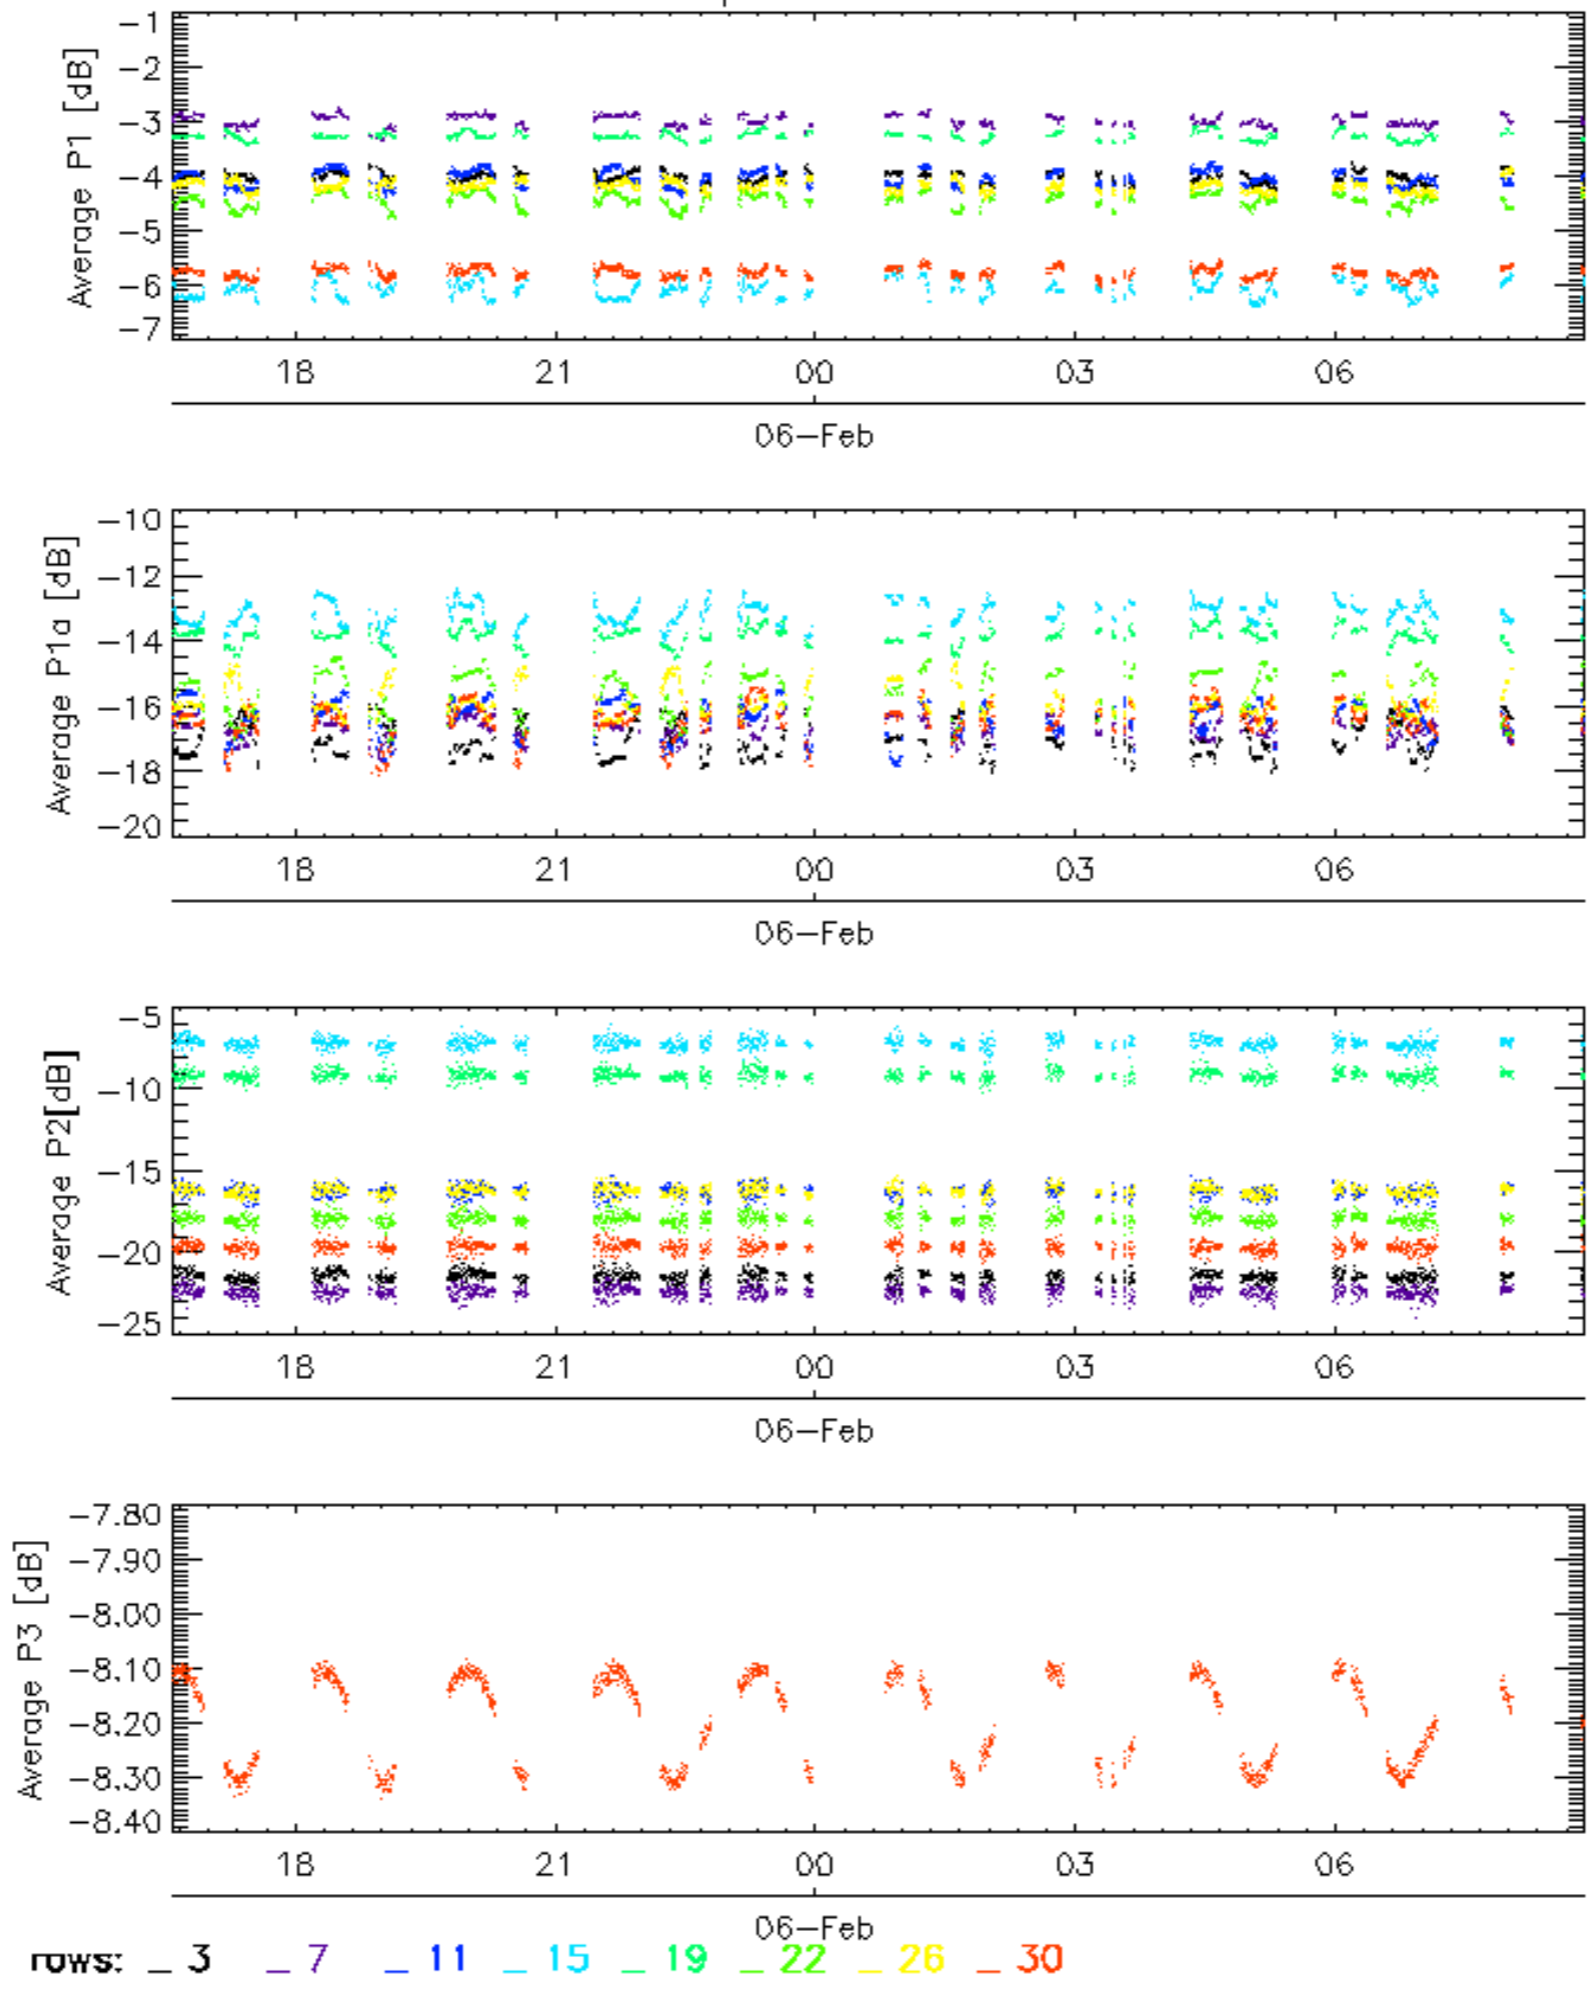 Average P1 [dB]
−1
−2
−3
−4
−5
−6
−7
18 21 00 03 06
06−Feb
Average P1a [dB]
−10
−12
−14
−16
−18
−20
18 21 00 03 06
06−Feb
Average P2[dB]
−5
−10
−15
−20
−25
18 21 00 03 06
06−Feb
Average P3 [dB]
−7.80
−7.90
−8.00
−8.10
−8.20
−8.30
−8.40
18 21 00 03 06
06−Feb
rows: _ 3 _ 7 _ 11 _ 15 _ 19 _ 22 _ 26 _ 30